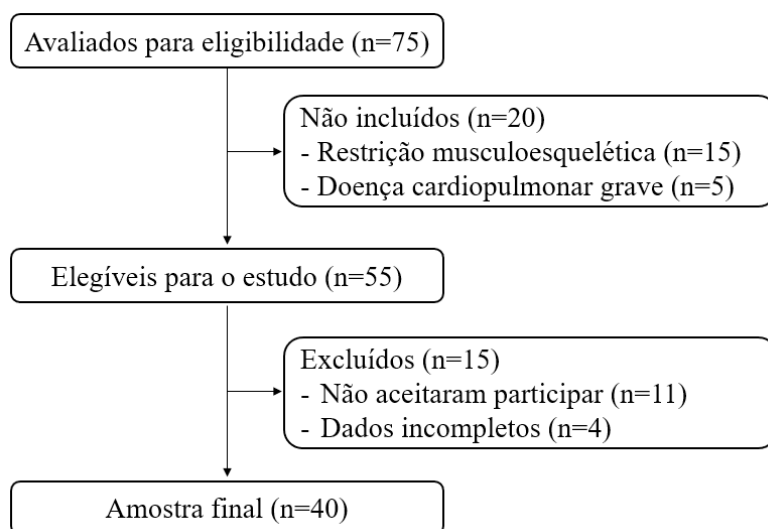 Avaliados para eligibilidade (n=75)
Não incluídos (n=20)
- Restrição musculoesquelética (n=15)
- Doença cardiopulmonar grave (n=5)
Elegíveis para o estudo (n=55)
Excluídos (n=15)
- Não aceitaram participar (n=11)
- Dados incompletos (n=4)
Amostra final (n=40)